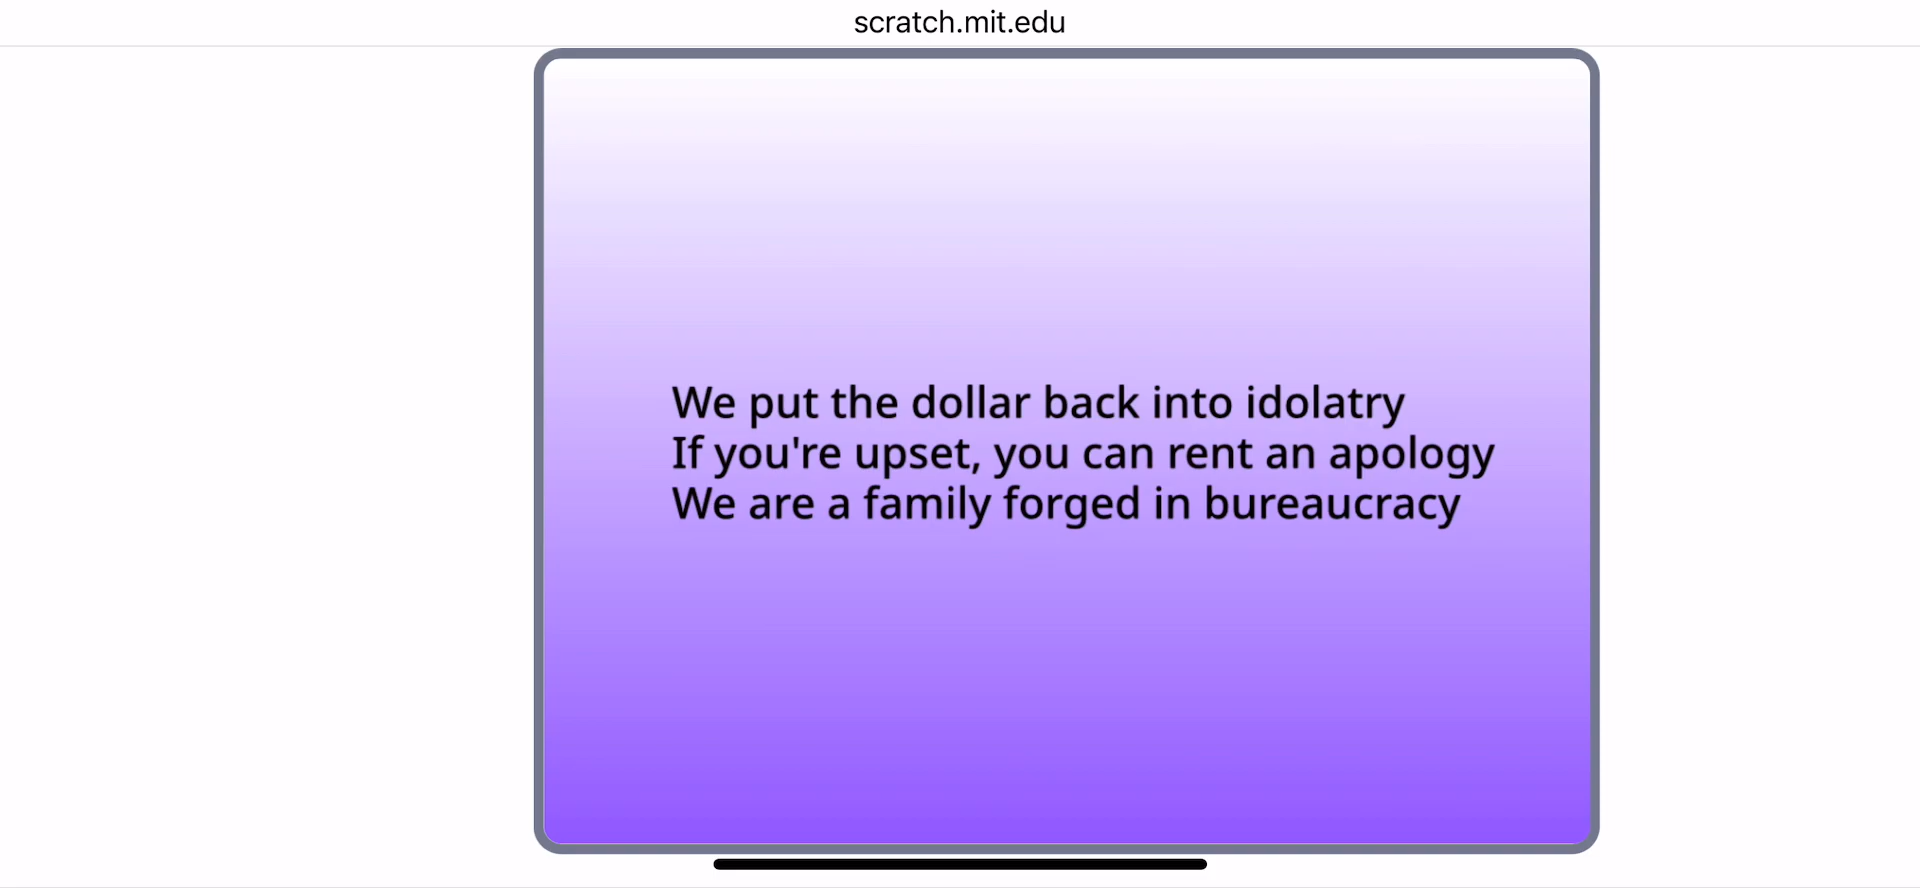 scratch.mit.edu
We put the dollar back into idolatry
If you're upset, you can rent an apology
We are a family forged in bureaucracy